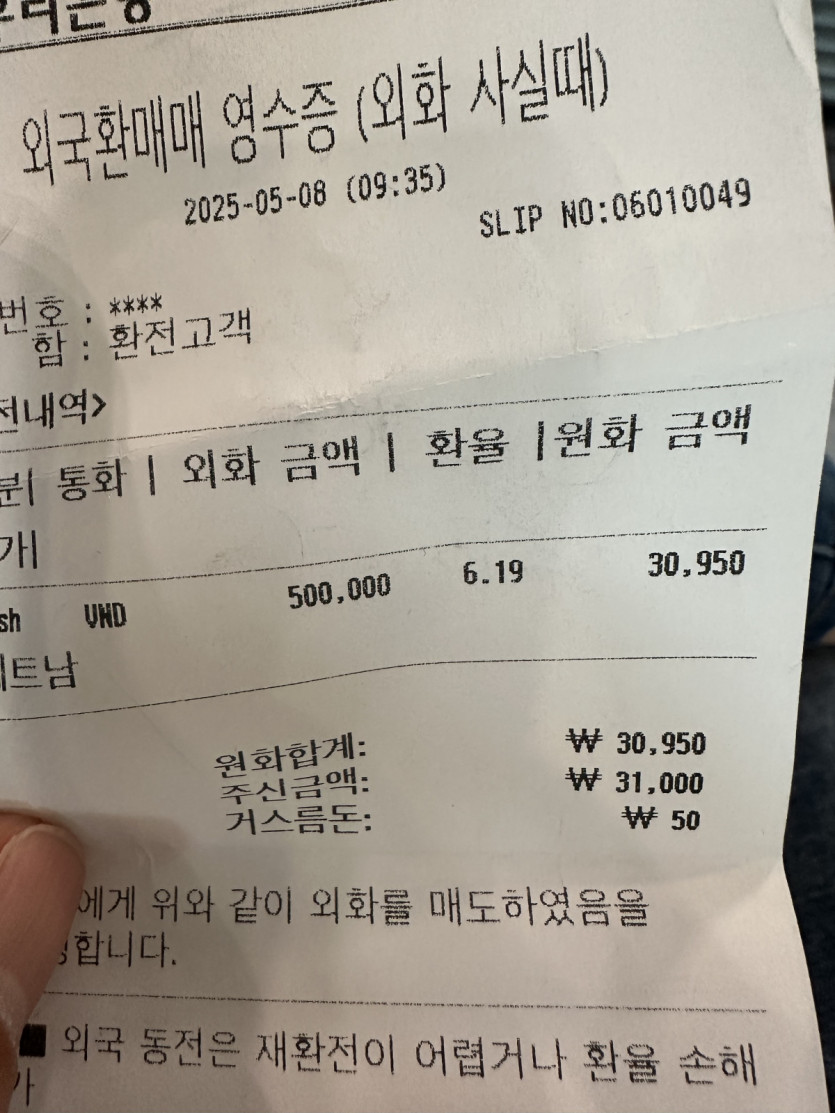 외국환매매 영수증 (외화 사실때)
2025-05-08 (09:35)
SLIP NO:06010049
번호 : ****
함 : 환전고객
전내역>
분| 통화 | 외화 금액 | 환율 |원화 금액
가|
sh VND 500,000 6.19 30,950
트남
원화합계: ₩ 30,950
주신금액: ₩ 31,000
거스름돈: ₩ 50
에게 위와 같이 외화를 매도하였음을
합니다.
■ 외국 동전은 재환전이 어렵거나 환율 손해
가